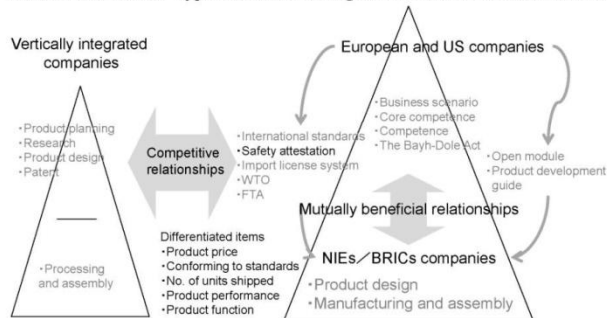 Vertically integrated
companies
・Product planning
・Research
・Product design
・Patent
・Processing
and assembly
Competitive
relationships
European and US companies
・International standards
・Safety attestation
・Import license system
・WTO
・FTA
・Business scenario
・Core competence
・Competence
・The Bayh-Dole Act
・Open module
・Product development
guide
Mutually beneficial relationships
Differentiated items
・Product price
・Conforming to standards
・No. of units shipped
・Product performance
・Product function
NIEs／BRICs companies
・Product design
・Manufacturing and assembly